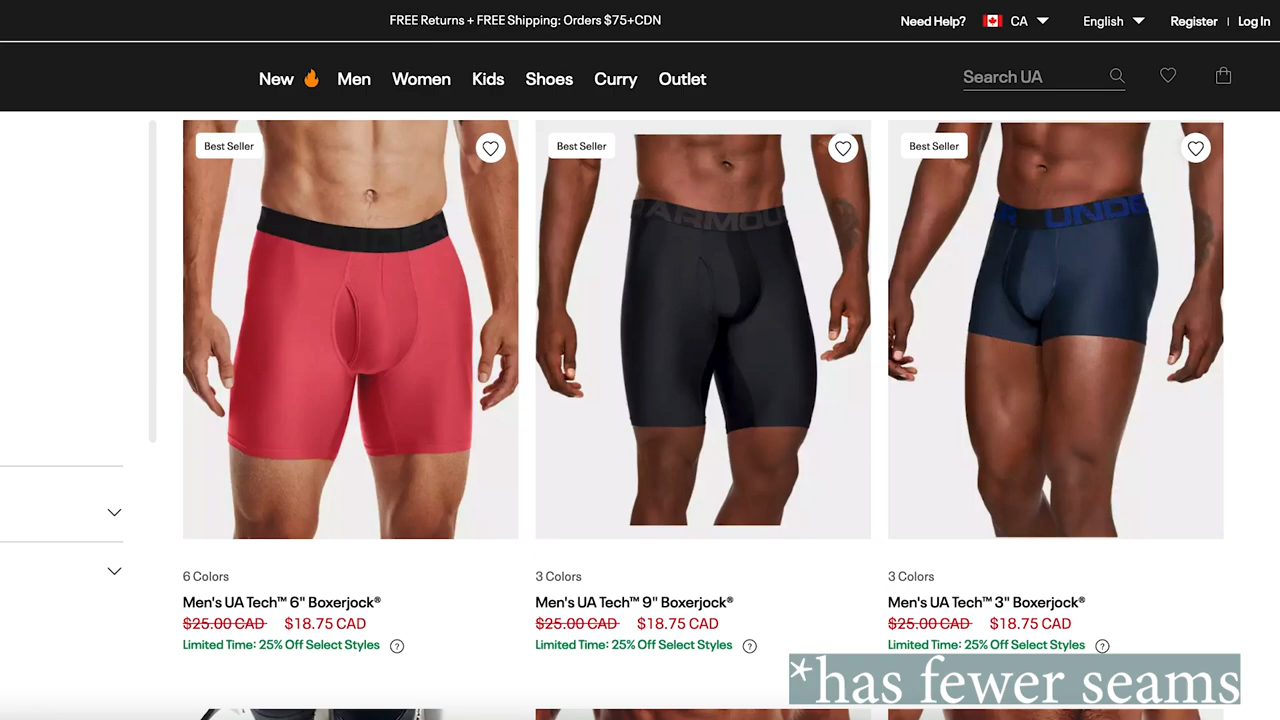 FREE Returns + FREE Shipping: Orders $75+CDN
Need Help? CA English Register | Log In
New Men Women Kids Shoes Curry Outlet
Search UA
Best Seller
Best Seller
Best Seller
UNDER
ARMOU
R UNDE
6 Colors
3 Colors
3 Colors
Men's UA Tech™ 6" Boxerjock®
Men's UA Tech™ 9" Boxerjock®
Men's UA Tech™ 3" Boxerjock®
$25.00 CAD $18.75 CAD
$25.00 CAD $18.75 CAD
$25.00 CAD $18.75 CAD
Limited Time: 25% Off Select Styles ?
Limited Time: 25% Off Select Styles ?
Limited Time: 25% Off Select Styles ?
*has fewer seams